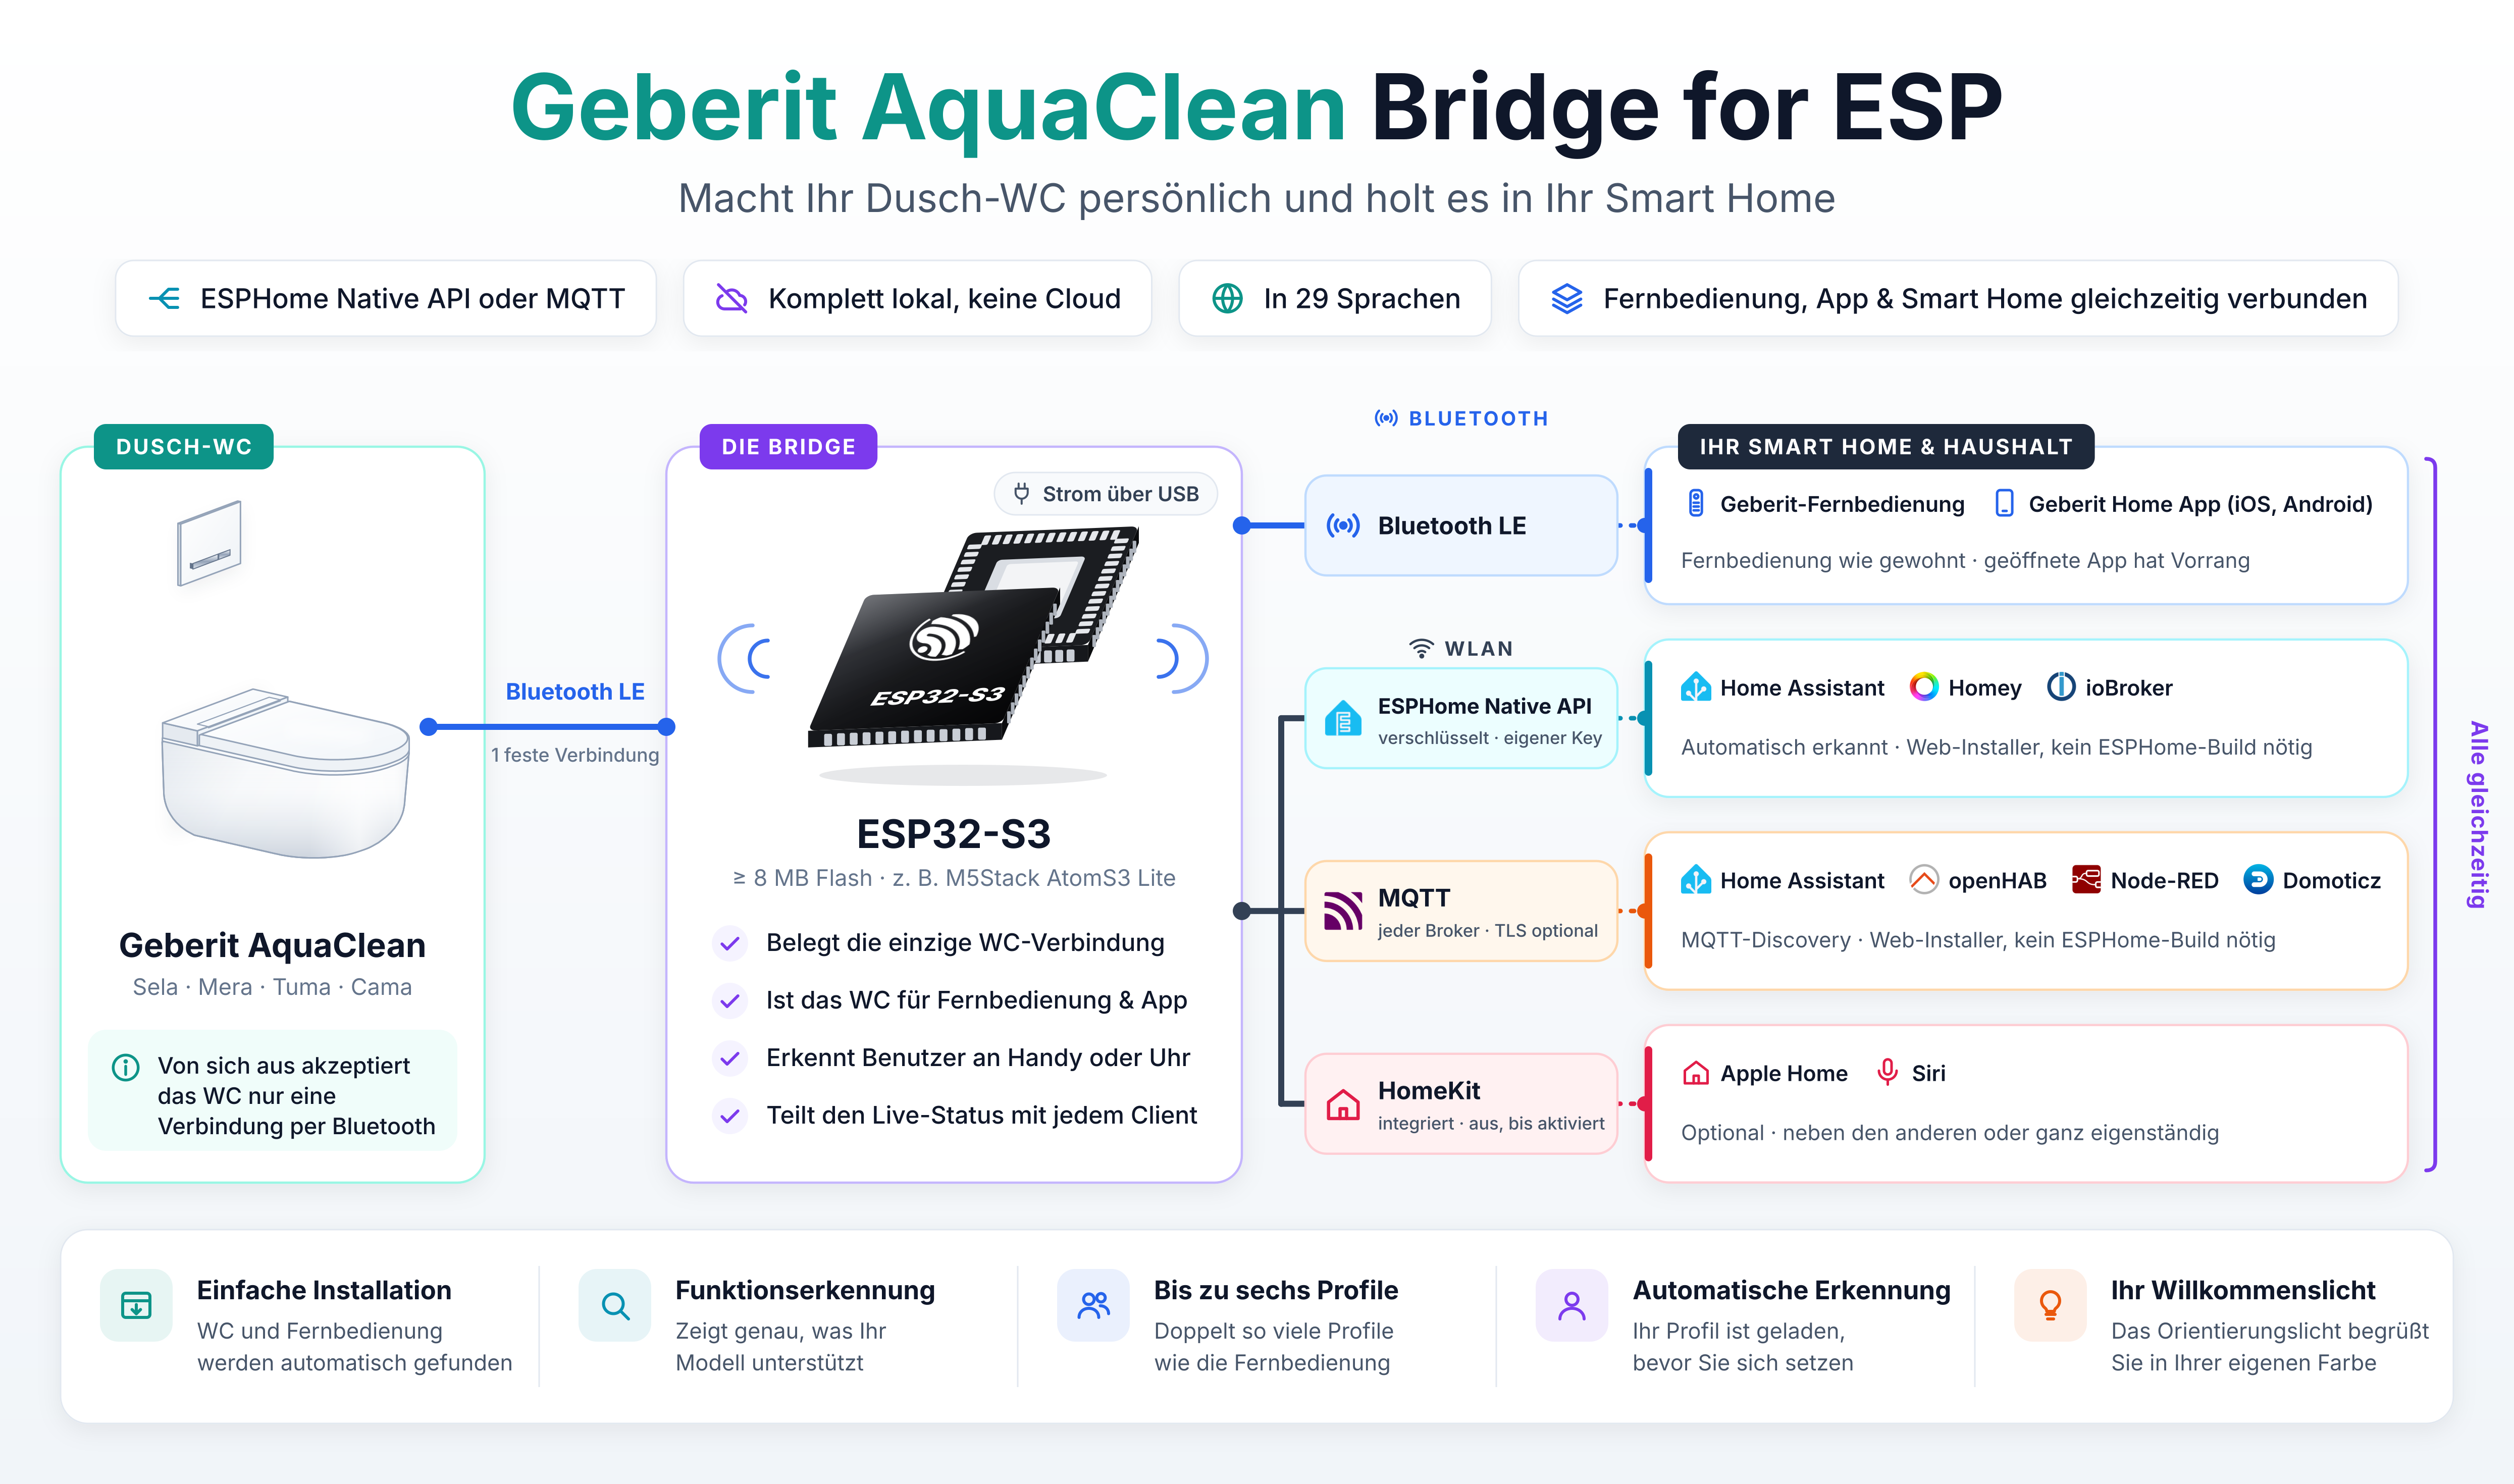 Geberit AquaClean Bridge for ESP
Macht Ihr Dusch-WC persönlich und holt es in Ihr Smart Home
ESPHome Native API oder MQTT
Komplett lokal, keine Cloud
In 29 Sprachen
Fernbedienung, App & Smart Home gleichzeitig verbunden
DUSCH-WC
Geberit AquaClean
Sela · Mera · Tuma · Cama
Von sich aus akzeptiert
das WC nur eine
Verbindung per Bluetooth
Bluetooth LE
1 feste Verbindung
DIE BRIDGE
Strom über USB
ESP32-S3
ESP32-S3
≥ 8 MB Flash · z. B. M5Stack AtomS3 Lite
Belegt die einzige WC-Verbindung
Ist das WC für Fernbedienung & App
Erkennt Benutzer an Handy oder Uhr
Teilt den Live-Status mit jedem Client
BLUETOOTH
Bluetooth LE
WLAN
ESPHome Native API
verschlüsselt · eigener Key
MQTT
jeder Broker · TLS optional
HomeKit
integriert · aus, bis aktiviert
IHR SMART HOME & HAUSHALT
Geberit-Fernbedienung
Geberit Home App (iOS, Android)
Fernbedienung wie gewohnt · geöffnete App hat Vorrang
Home Assistant
Homey
ioBroker
Automatisch erkannt · Web-Installer, kein ESPHome-Build nötig
Home Assistant
openHAB
Node-RED
Domoticz
MQTT-Discovery · Web-Installer, kein ESPHome-Build nötig
Apple Home
Siri
Optional · neben den anderen oder ganz eigenständig
Alle gleichzeitig
Einfache Installation
WC und Fernbedienung
werden automatisch gefunden
Funktionserkennung
Zeigt genau, was Ihr
Modell unterstützt
Bis zu sechs Profile
Doppelt so viele Profile
wie die Fernbedienung
Automatische Erkennung
Ihr Profil ist geladen,
bevor Sie sich setzen
Ihr Willkommenslicht
Das Orientierungslicht begrüßt
Sie in Ihrer eigenen Farbe